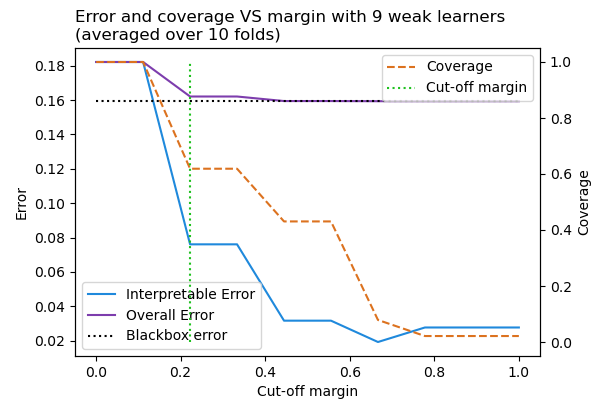 Error and coverage VS margin with 9 weak learners
(averaged over 10 folds)
Error
0.18
0.16
0.14
0.12
0.10
0.08
0.06
0.04
0.02
Coverage
Cut-off margin
Interpretable Error
Overall Error
Blackbox error
1.0
0.8
0.6
0.4
0.2
0.0
Coverage
0.0 0.2 0.4 0.6 0.8 1.0
Cut-off margin